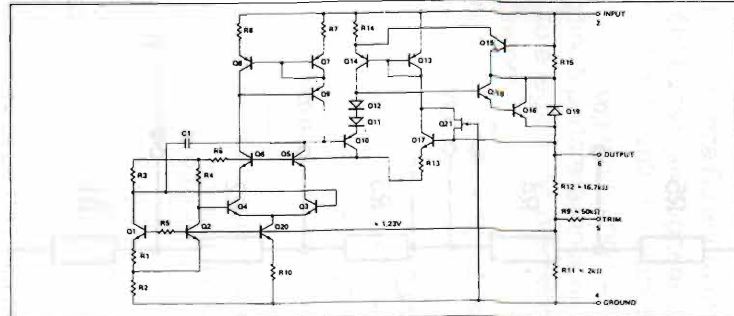 INPUT
2
R8
R7
R14
Q15
R15
Q8
Q7
Q14
Q13
Q9
Q12
Q11
Q16
Q19
C1
Q10
Q17
Q21
OUTPUT
6
R6
Q6
Q5
R13
R3
R4
R12 ≈ 16,7kΩ
Q4
Q3
R9 ≈ 50kΩ
TRIM
5
Q1
R5
Q2
Q20
≈ 1,23V
R1
R10
R11 ≈ 2kΩ
R2
4
GROUND